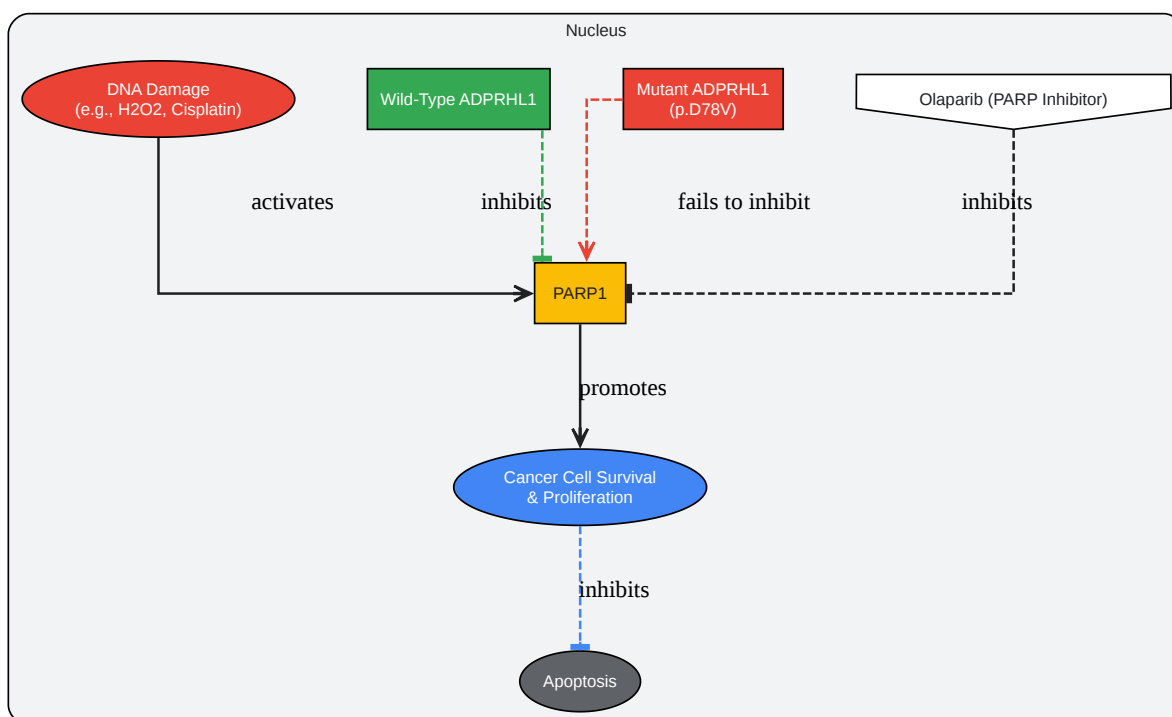 Nucleus
DNA Damage
(e.g., H2O2, Cisplatin)
Wild-Type ADPRHL1
Mutant ADPRHL1
(p.D78V)
Olaparib (PARP Inhibitor)
activates
inhibits
fails to inhibit
inhibits
PARP1
promotes
Cancer Cell Survival
& Proliferation
inhibits
Apoptosis